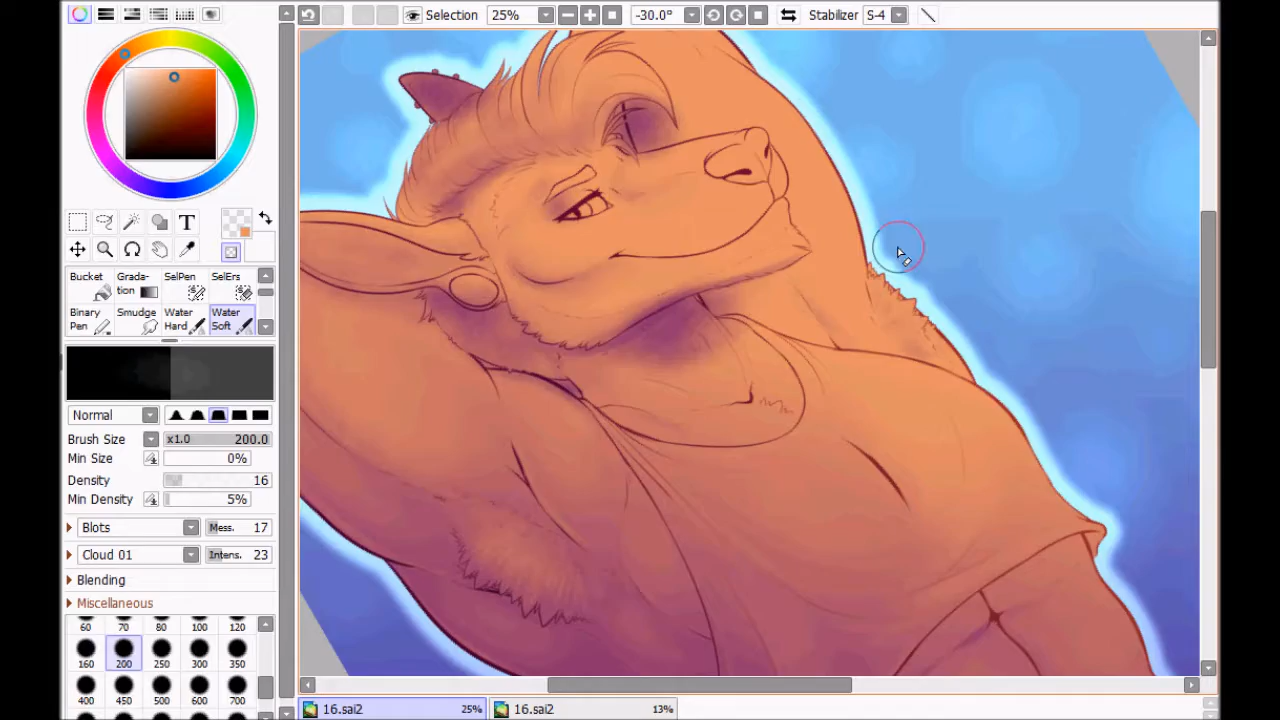 Selection 25% -30.0° Stabilizer S-4
T
Bucket Grada-tion SelPen SelErs
Binary Pen Smudge Water Hard Water Soft
Normal
Brush Size x1.0 200.0
Min Size 0%
Density 16
Min Density 5%
Blots Mess. 17
Cloud 01 Intens. 23
Blending
Miscellaneous
60 70 80 100 120
160 200 250 300 350
400 450 500 600 700
16.sai2 25% 16.sai2 13%